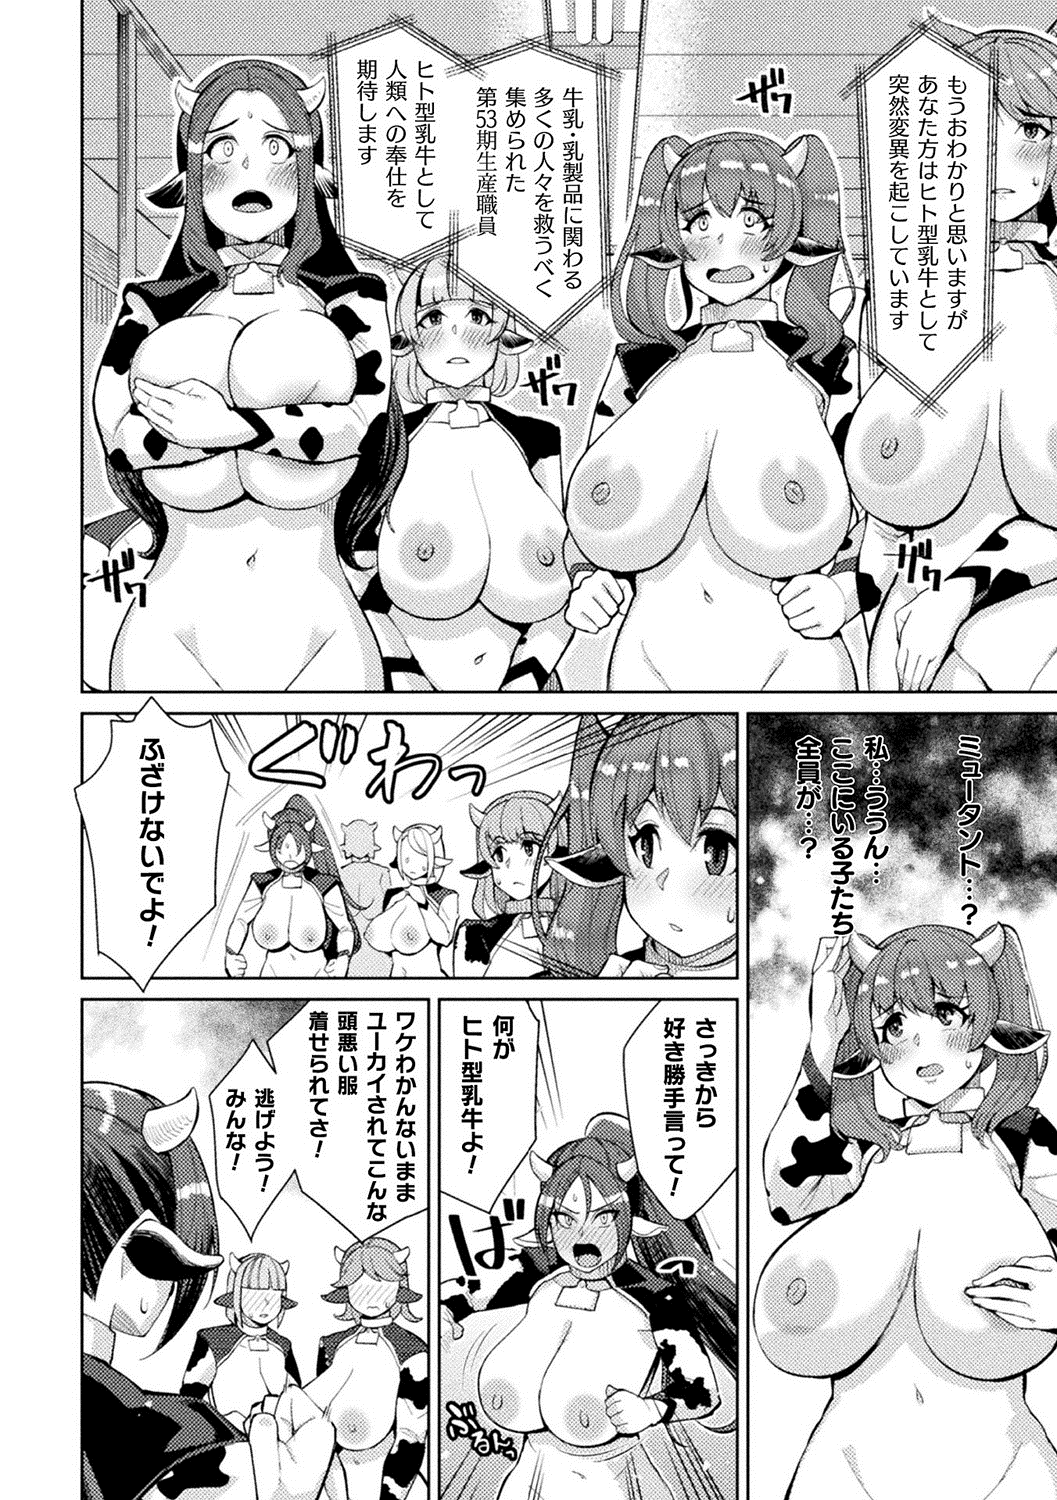 もうおわかりと思いますが
あなた方はヒト型乳牛として
突然変異を起こしています
牛乳・乳製品に関わる
多くの人々を救うべく
集められた
第53期生産職員
ヒト型乳牛として
人類への奉仕を
期待します
ザワ
ザワ
ザワ
ミュータント…?
私…ううん…
ここにいる子たち
全員が…?
ぐわっ
ふざけないでよ!
さっきから
好き勝手言って!
何が
ヒト型乳牛よ!
ばっ
ぶるんっ
ワケわかんないまま
ユーカイされてこんな
頭悪い服
着せられてさ!
逃げよう!
みんな!